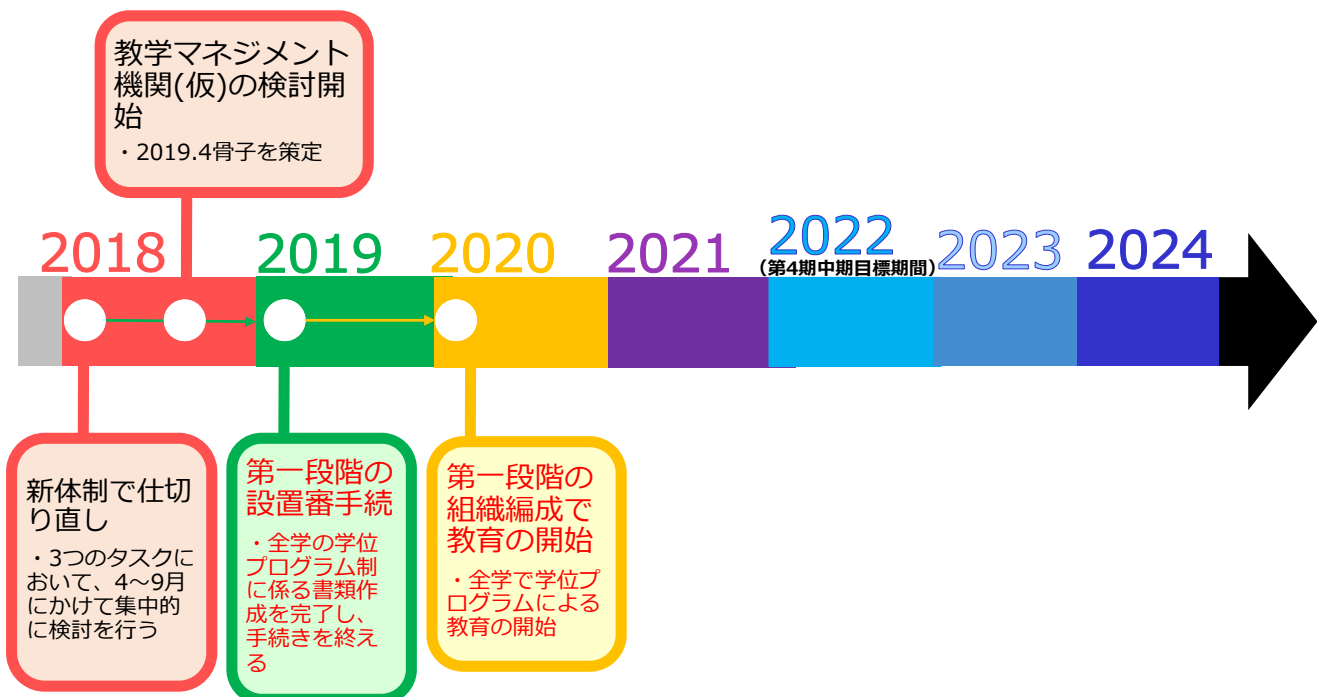 教学マネジメント
機関(仮)の検討開
始
・2019.4骨子を策定
2018
2019
2020
2021
2022
(第4期中期目標期間)
2023
2024
新体制で仕切
り直し
・3つのタスクに
おいて、4～9月
にかけて集中的
に検討を行う
第一段階の
設置審手続
・全学の学位
プログラム制
に係る書類作
成を完了し、
手続きを終え
る
第一段階の
組織編成で
教育の開始
・全学で学位プ
ログラムによる
教育の開始